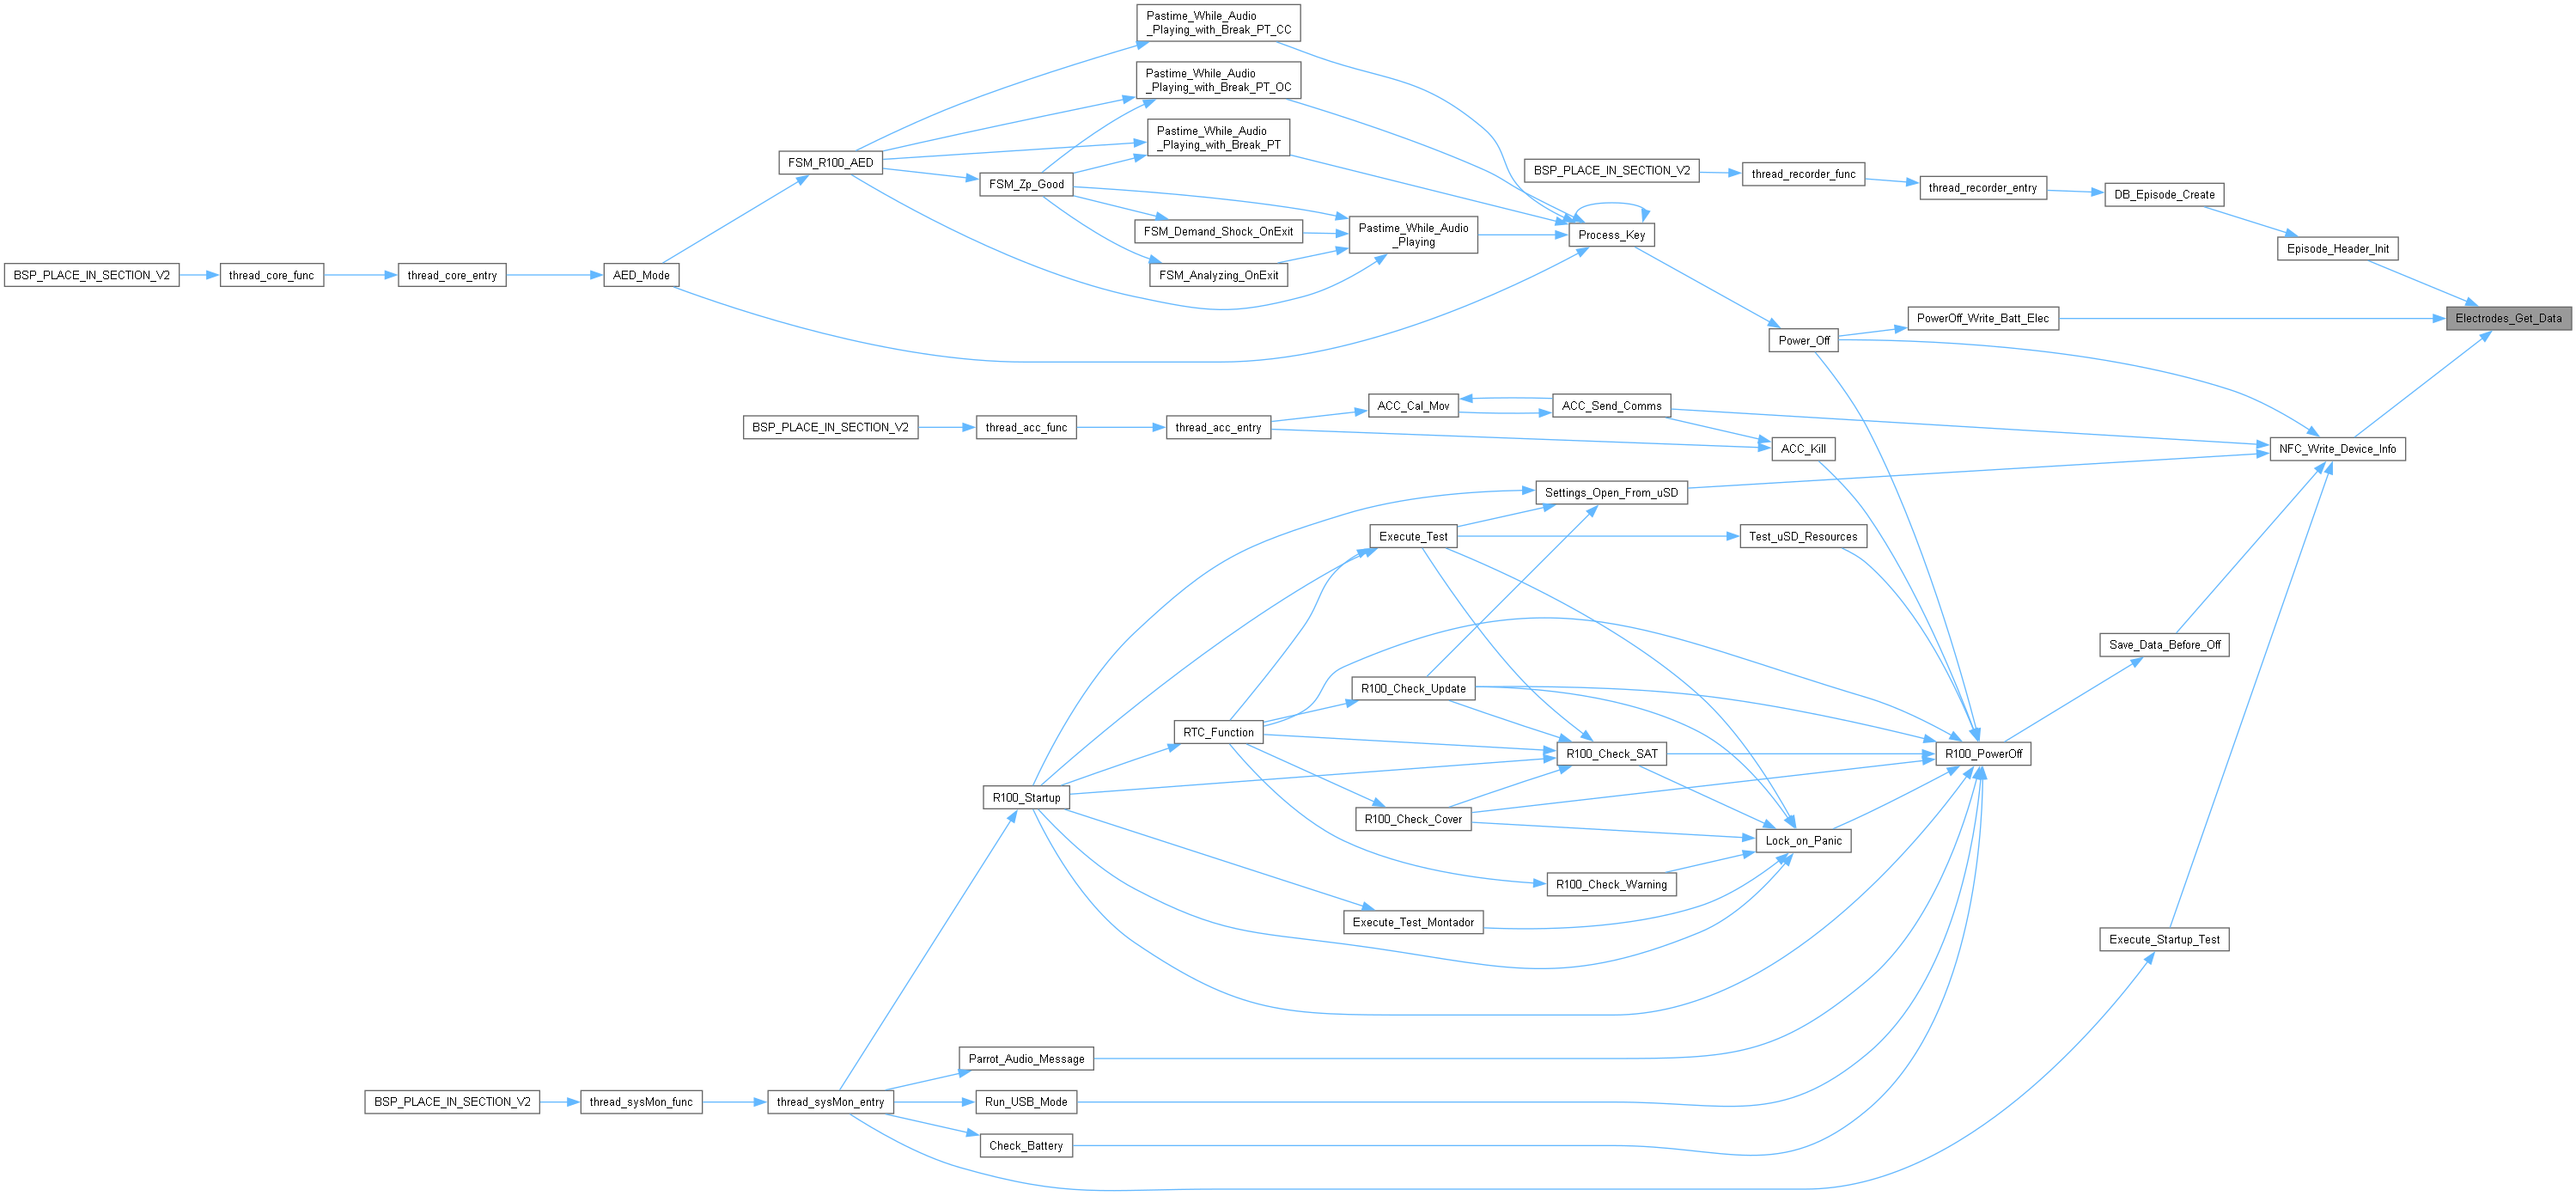 Pastime_While_Audio
_Playing_with_Break_PT_CC
Pastime_While_Audio
_Playing_with_Break_PT_OC
Pastime_While_Audio
_Playing_with_Break_PT
FSM_R100_AED
FSM_Zp_Good
BSP_PLACE_IN_SECTION_V2
thread_recorder_func
thread_recorder_entry
DB_Episode_Create
FSM_Demand_Shock_OnExit
Pastime_While_Audio
_Playing
Process_Key
Episode_Header_Init
BSP_PLACE_IN_SECTION_V2
thread_core_func
thread_core_entry
AED_Mode
FSM_Analyzing_OnExit
PowerOff_Write_Batt_Elec
Electrodes_Get_Data
Power_Off
ACC_Cal_Mov
ACC_Send_Comms
BSP_PLACE_IN_SECTION_V2
thread_acc_func
thread_acc_entry
ACC_Kill
NFC_Write_Device_Info
Settings_Open_From_uSD
Execute_Test
Test_uSD_Resources
Save_Data_Before_Off
R100_Check_Update
RTC_Function
R100_Check_SAT
R100_PowerOff
R100_Startup
R100_Check_Cover
Lock_on_Panic
R100_Check_Warning
Execute_Test_Montador
Execute_Startup_Test
Parrot_Audio_Message
BSP_PLACE_IN_SECTION_V2
thread_sysMon_func
thread_sysMon_entry
Run_USB_Mode
Check_Battery